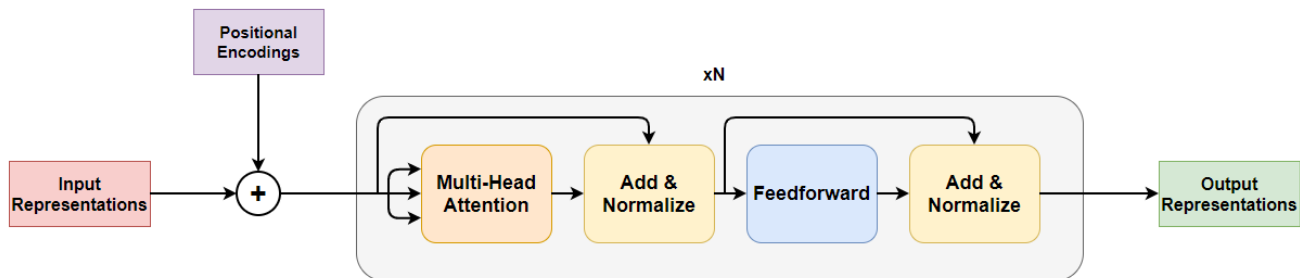 Positional
Encodings
xN
Input
Representations
+
Multi-Head
Attention
Add &
Normalize
Feedforward
Add &
Normalize
Output
Representations